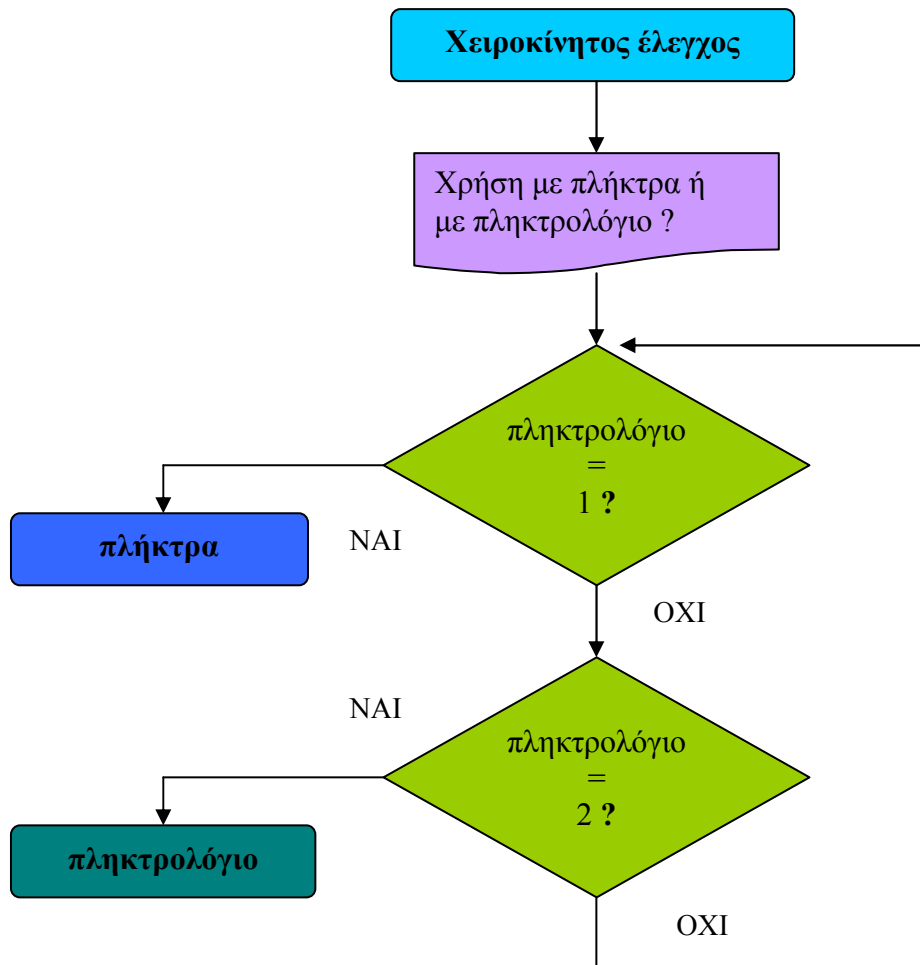 Χειροκίνητος έλεγχος
Χρήση με πλήκτρα ή
με πληκτρολόγιο ?
πληκτρολόγιο
=
1 ?
πλήκτρα
ΝΑΙ
ΟΧΙ
ΝΑΙ
πληκτρολόγιο
=
2 ?
πληκτρολόγιο
ΟΧΙ